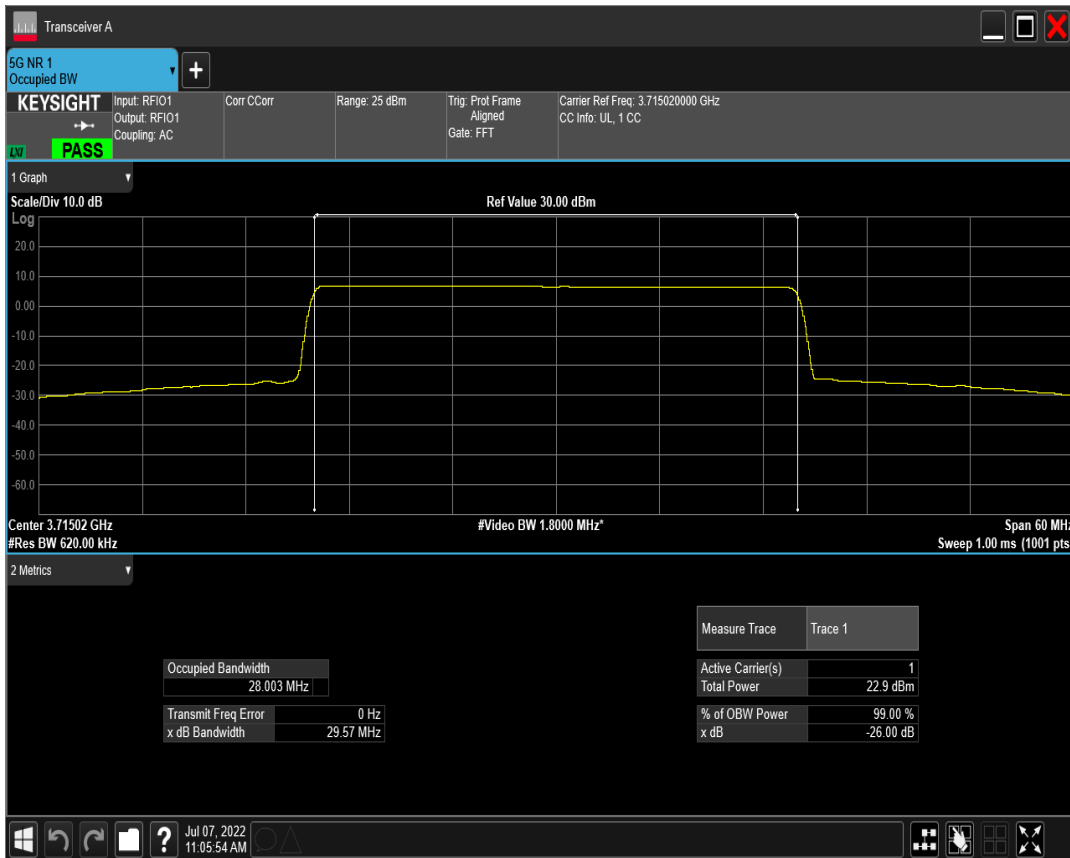 Transceiver A
5G NR 1
Occupied BW
KEYSIGHT
LXI
PASS
Input: RFIO1
Output: RFIO1
Coupling: AC
Corr CCorr
Range: 25 dBm
Trig: Prot Frame
Aligned
Gate: FFT
Carrier Ref Freq: 3.715020000 GHz
CC Info: UL, 1 CC
1 Graph
Scale/Div 10.0 dB
Ref Value 30.00 dBm
Log
20.0
10.0
0.00
-10.0
-20.0
-30.0
-40.0
-50.0
-60.0
Center 3.71502 GHz
#Video BW 1.8000 MHz*
Span 60 MHz
#Res BW 620.00 kHz
Sweep 1.00 ms (1001 pts
2 Metrics
Measure Trace Trace 1
Occupied Bandwidth
28.003 MHz
Active Carrier(s) 1
Total Power 22.9 dBm
Transmit Freq Error 0 Hz
x dB Bandwidth 29.57 MHz
% of OBW Power 99.00 %
x dB -26.00 dB
?
Jul 07, 2022
11:05:54 AM